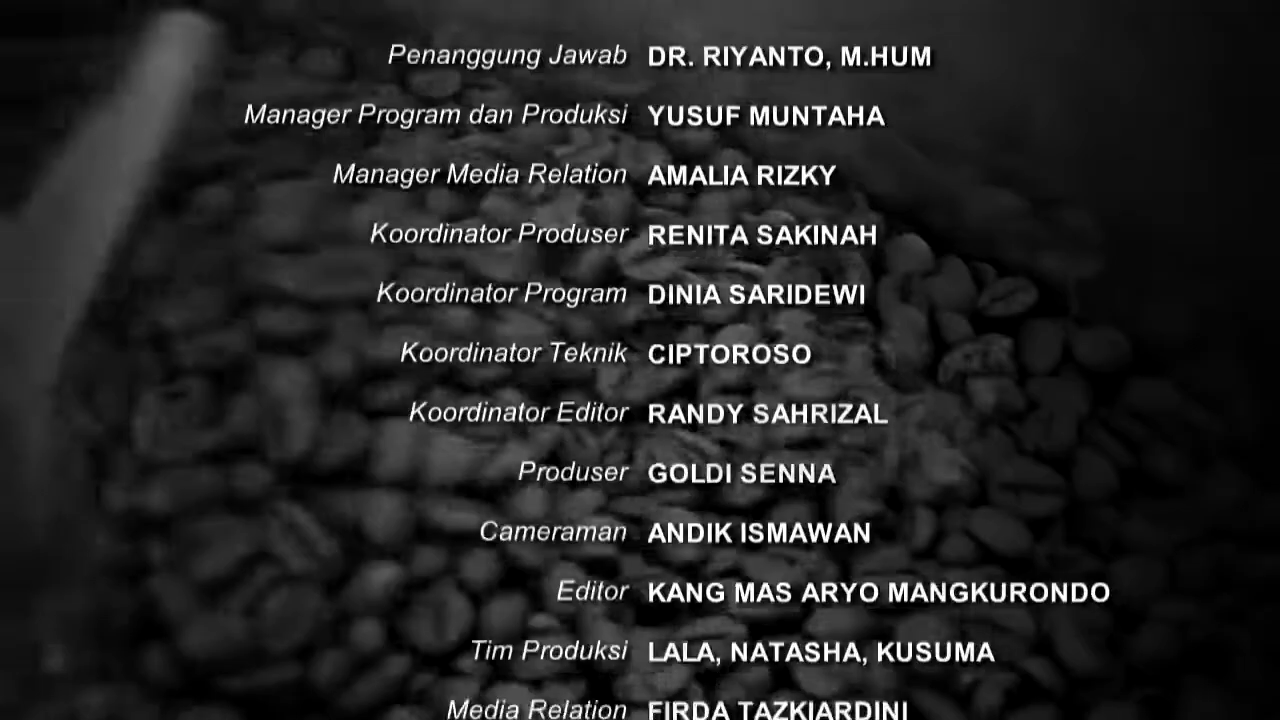 Penanggung Jawab DR. RIYANTO, M.HUM
Manager Program dan Produksi YUSUF MUNTAHA
Manager Media Relation AMALIA RIZKY
Koordinator Produser RENITA SAKINAH
Koordinator Program DINIA SARIDEWI
Koordinator Teknik CIPTOROSO
Koordinator Editor RANDY SAHRIZAL
Produser GOLDI SENNA
Cameraman ANDIK ISMAWAN
Editor KANG MAS ARYO MANGKURONDO
Tim Produksi LALA, NATASHA, KUSUMA
Media Relation FIRDA TAZKIARDINI